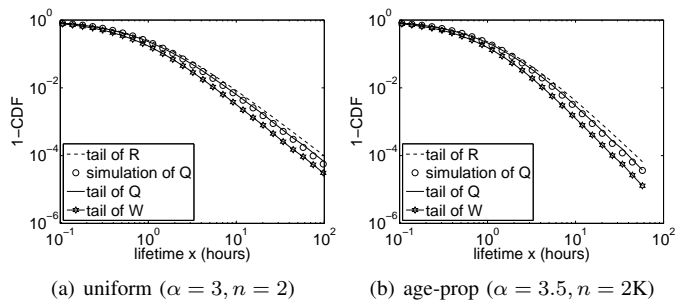 10^0
10^−2
10^−4
10^−6
1−CDF
tail of R
simulation of Q
tail of Q
tail of W
10^−1 10^0 10^1 10^2
lifetime x (hours)
(a) uniform (α = 3, n = 2)
10^0
10^−2
10^−4
10^−6
1−CDF
tail of R
simulation of Q
tail of Q
tail of W
10^−1 10^0 10^1 10^2
lifetime x (hours)
(b) age-prop (α = 3.5, n = 2K)